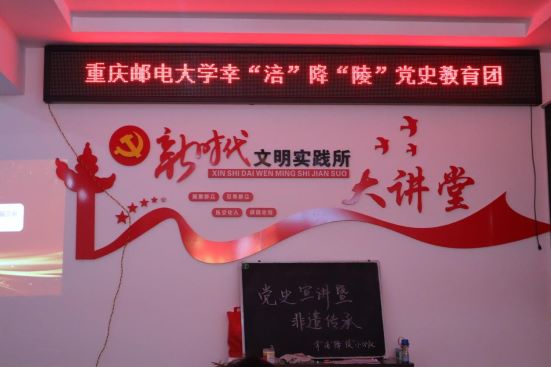 重庆邮电大学幸“涪”降“陵”党史教育团
新时代文明实践所
XIN SHI DAI WEN MING SHI JIAN SUO
大讲堂
党史宣讲暨
非遗传承